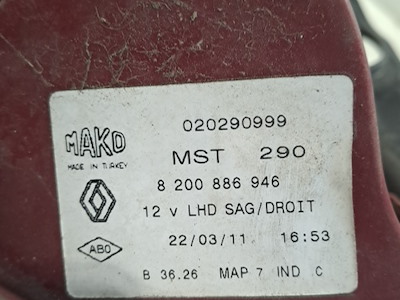 020290999
MAKO
MADE IN TURKEY
MST 290
8 200 886 946
12 v LHD SAG/DROIT
ABO
22/03/11 16:53
B 36.26 MAP 7 IND C